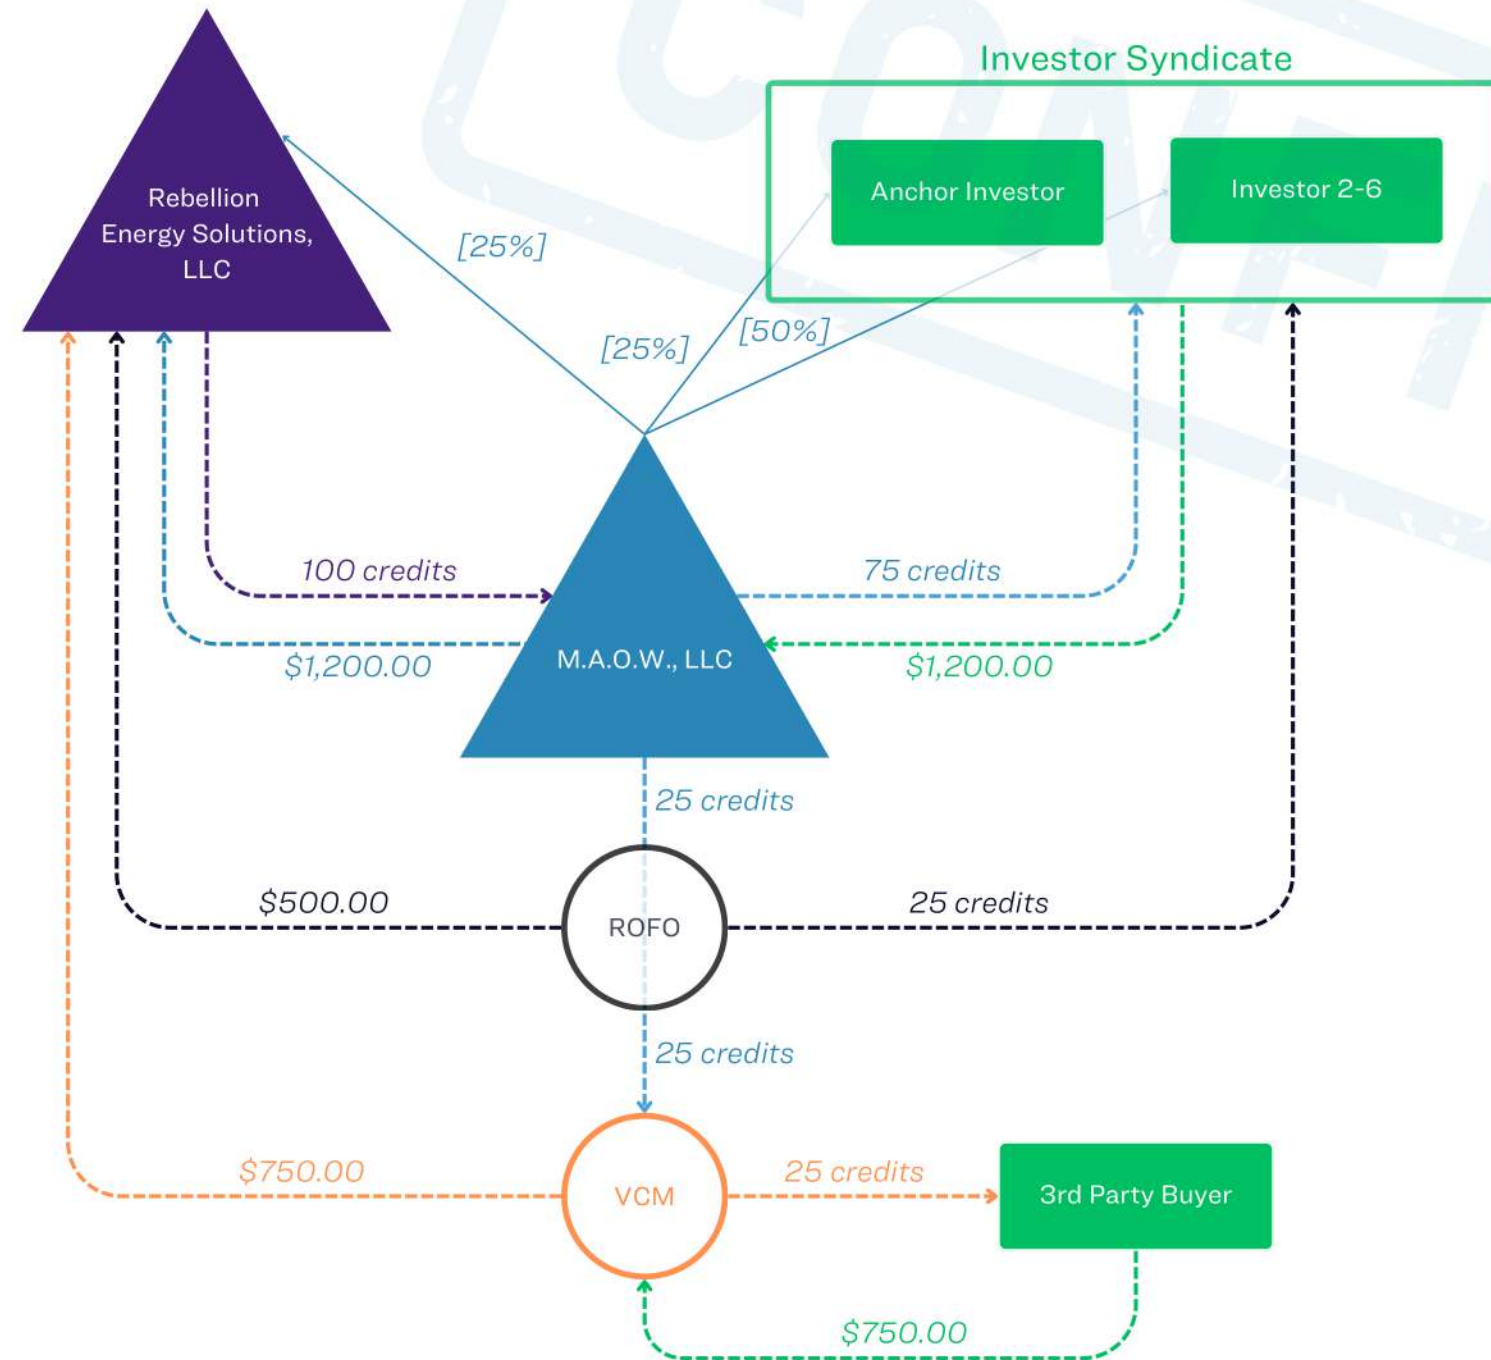 CONFI
Investor Syndicate
Anchor Investor
Investor 2-6
Rebellion
Energy Solutions,
LLC
[25%]
[25%]
[50%]
100 credits
75 credits
$1,200.00
M.A.O.W., LLC
$1,200.00
25 credits
$500.00
ROFO
25 credits
25 credits
$750.00
VCM
25 credits
3rd Party Buyer
$750.00